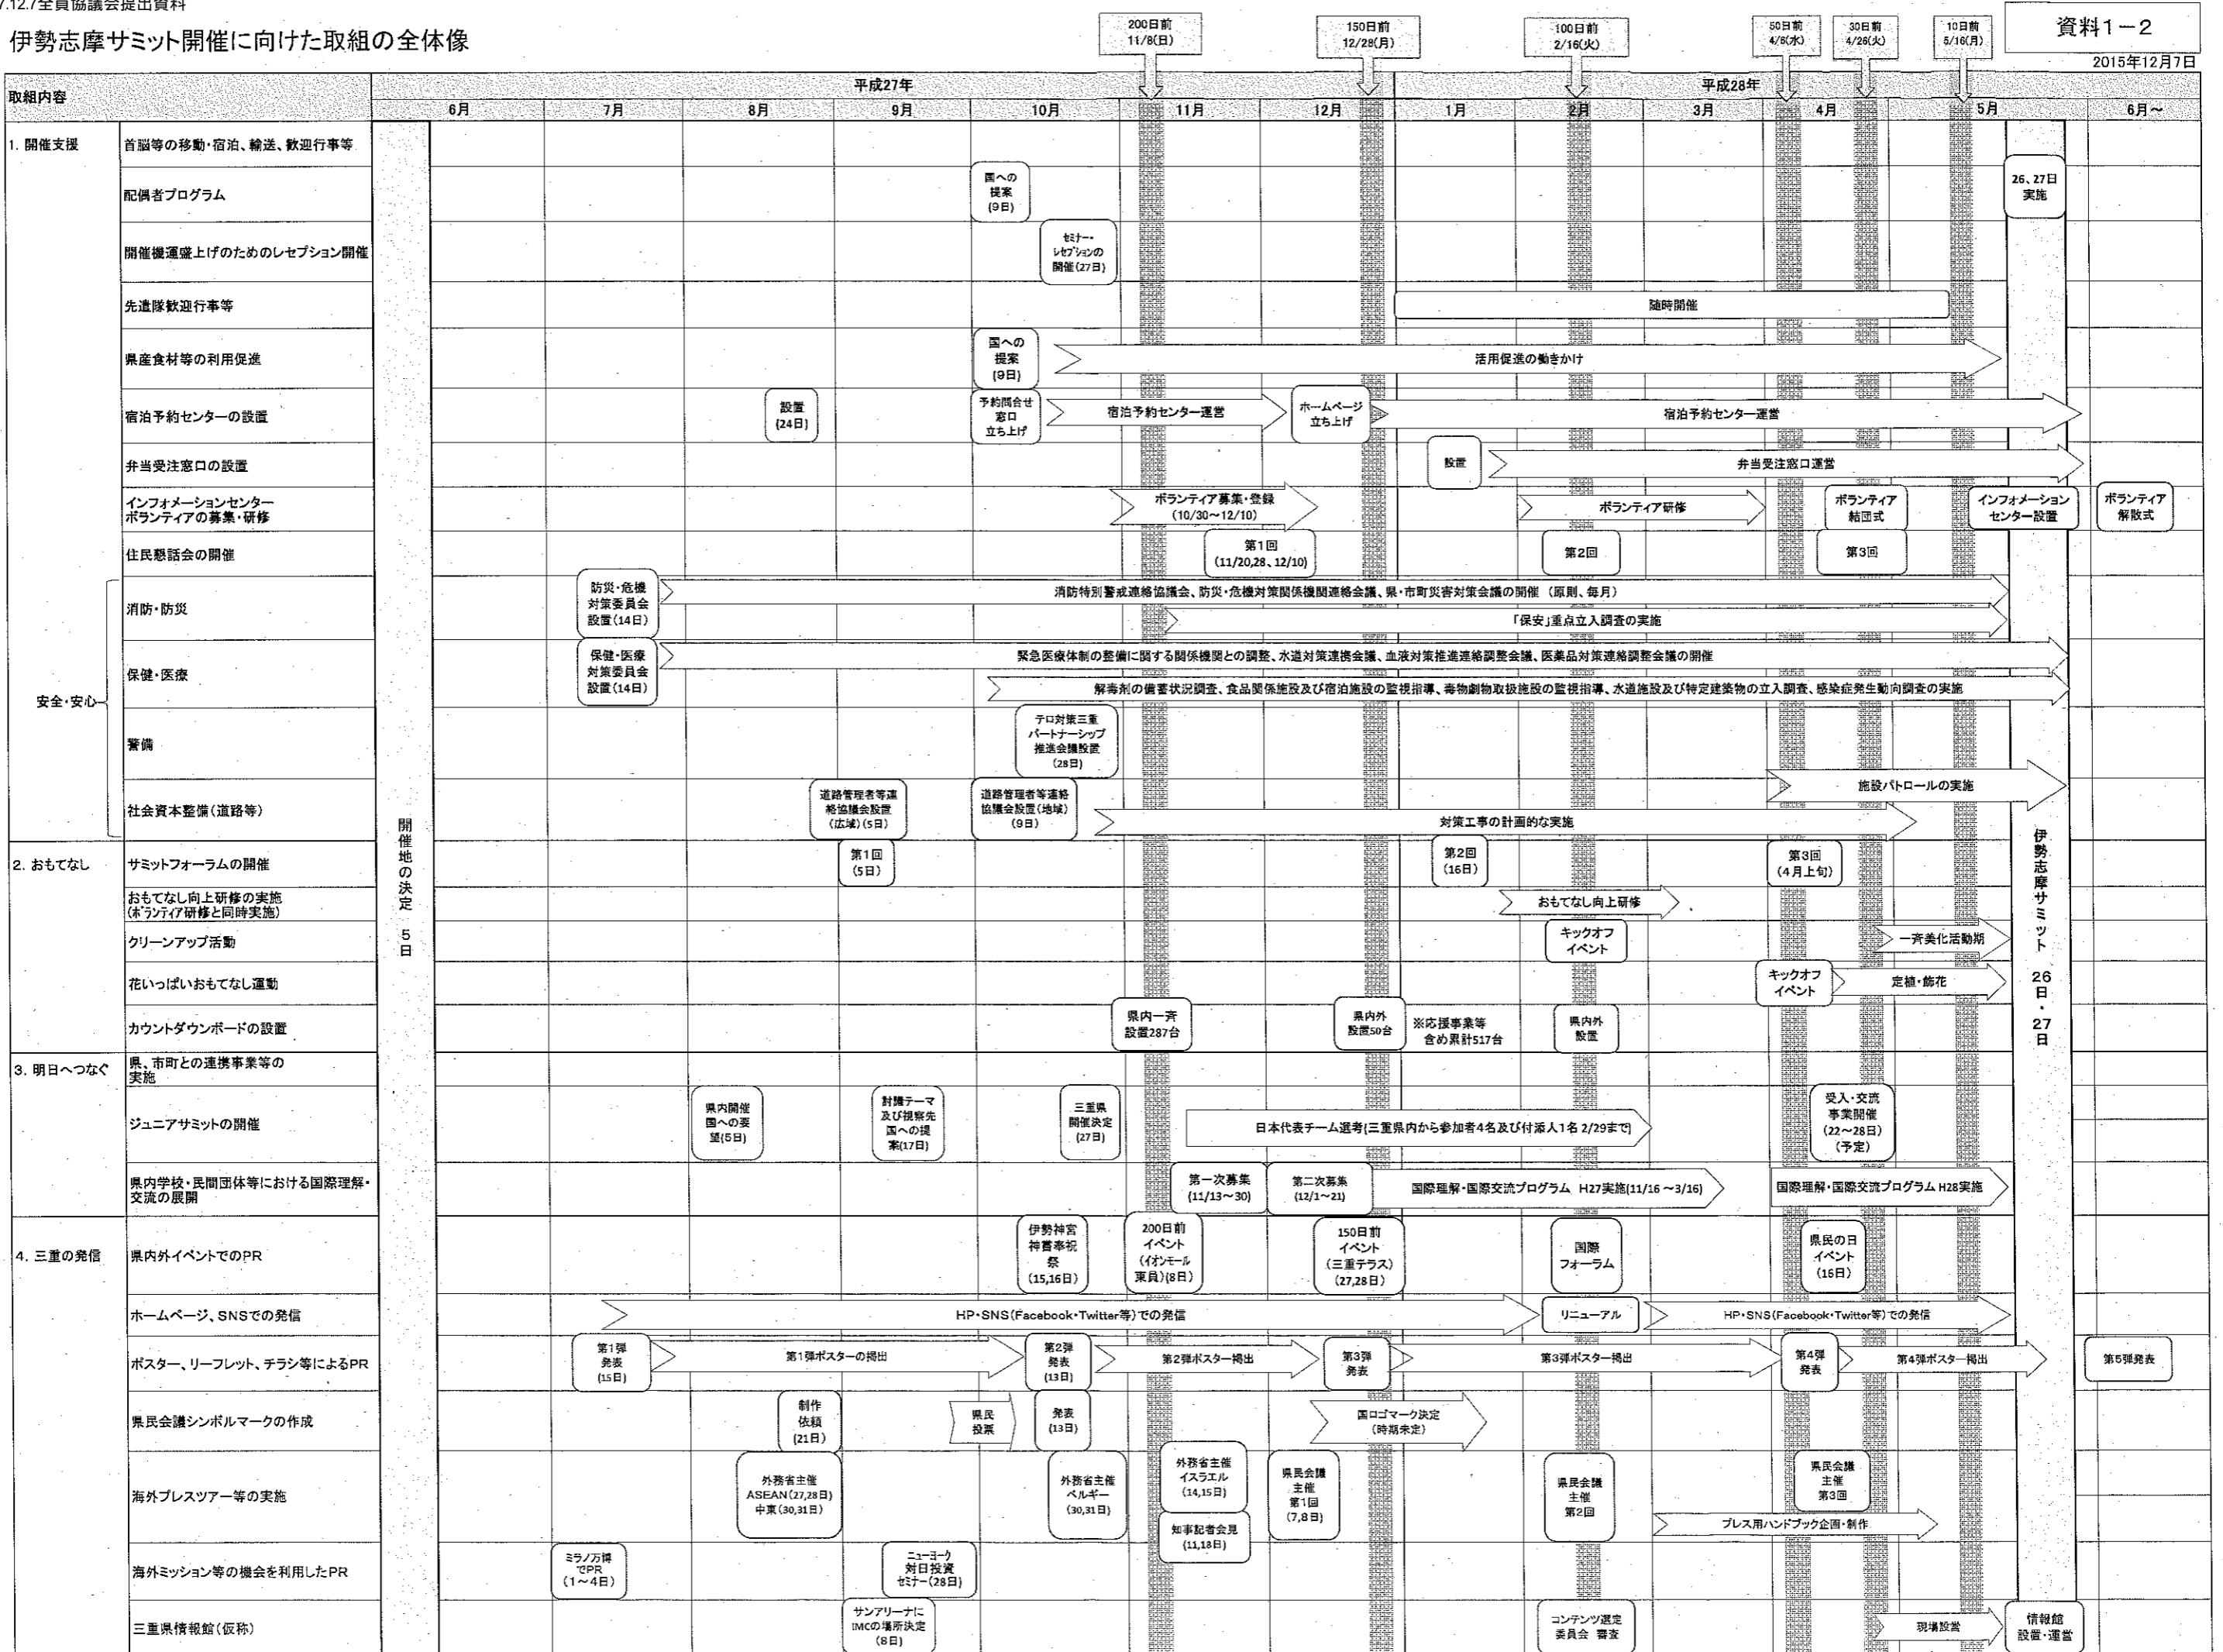 7.12.7全員協議会提出資料
伊勢志摩サミット開催に向けた取組の全体像
資料1-2
2015年12月7日
200日前
11/8(日)
150日前
12/28(月)
100日前
2/16(火)
50日前
4/6(水)
30日前
4/26(火)
10日前
5/16(月)
取組内容
平成27年
平成28年
6月
7月
8月
9月
10月
11月
12月
1月
2月
3月
4月
5月
6月~
開催地の決定 5日
伊勢志摩サミット 26日・27日
1. 開催支援
首脳等の移動・宿泊、輸送、歓迎行事等
配偶者プログラム
国への
提案
(9日)
26、27日
実施
開催機運盛上げのためのレセプション開催
セミナー・
レセプションの
開催(27日)
先遣隊歓迎行事等
随時開催
県産食材等の利用促進
国への
提案
(9日)
活用促進の働きかけ
宿泊予約センターの設置
設置
(24日)
予約問合せ
窓口
立ち上げ
宿泊予約センター運営
ホームページ
立ち上げ
宿泊予約センター運営
弁当受注窓口の設置
設置
弁当受注窓口運営
インフォメーションセンター
ボランティアの募集・研修
ボランティア募集・登録
(10/30~12/10)
ボランティア研修
ボランティア
結団式
インフォメーション
センター設置
ボランティア
解散式
住民懇話会の開催
第1回
(11/20,28、12/10)
第2回
第3回
安全・安心
消防・防災
防災・危機
対策委員会
設置(14日)
消防特別警戒連絡協議会、防災・危機対策関係機関連絡会議、県・市町災害対策会議の開催 (原則、毎月)
「保安」重点立入調査の実施
保健・医療
保健・医療
対策委員会
設置(14日)
緊急医療体制の整備に関する関係機関との調整、水道対策連携会議、血液対策推進連絡調整会議、医薬品対策連絡調整会議の開催
解毒剤の備蓄状況調査、食品関係施設及び宿泊施設の監視指導、毒物劇物取扱施設の監視指導、水道施設及び特定建築物の立入調査、感染症発生動向調査の実施
警備
テロ対策三重
パートナーシップ
推進会議設置
(28日)
社会資本整備(道路等)
道路管理者等連
絡協議会設置
(広域)(5日)
道路管理者等連絡
協議会設置(地域)
(9日)
施設パトロールの実施
対策工事の計画的な実施
2. おもてなし
サミットフォーラムの開催
第1回
(5日)
第2回
(16日)
第3回
(4月上旬)
おもてなし向上研修の実施
(ボランティア研修と同時実施)
おもてなし向上研修
クリーンアップ活動
キックオフ
イベント
一斉美化活動期
花いっぱいおもてなし運動
キックオフ
イベント
定植・飾花
カウントダウンボードの設置
県内一斉
設置287台
県内外
設置50台
※応援事業等
含め累計517台
県内外
設置
3. 明日へつなぐ
県、市町との連携事業等の
実施
ジュニアサミットの開催
県内開催
国への要
望(5日)
討議テーマ
及び視察先
国への提
案(17日)
三重県
開催決定
(27日)
日本代表チーム選考(三重県内から参加者4名及び付添人1名 2/29まで)
受入・交流
事業開催
(22~28日)
(予定)
県内学校・民間団体等における国際理解・
交流の展開
第一次募集
(11/13~30)
第二次募集
(12/1~21)
国際理解・国際交流プログラム H27実施(11/16 ~3/16)
国際理解・国際交流プログラム H28実施
4. 三重の発信
県内外イベントでのPR
伊勢神宮
神嘗奉祝
祭
(15,16日)
200日前
イベント
(イオンモール
東員)(8日)
150日前
イベント
(三重テラス)
(27,28日)
国際
フォーラム
県民の日
イベント
(16日)
ホームページ、SNSでの発信
HP・SNS(Facebook・Twitter等)での発信
リニューアル
HP・SNS(Facebook・Twitter等)での発信
ポスター、リーフレット、チラシ等によるPR
第1弾
発表
(15日)
第1弾ポスターの掲出
第2弾
発表
(13日)
第2弾ポスター掲出
第3弾
発表
第3弾ポスター掲出
第4弾
発表
第4弾ポスター掲出
第5弾発表
県民会議シンボルマークの作成
制作
依頼
(21日)
県民
投票
発表
(13日)
国ロゴマーク決定
(時期未定)
海外プレスツアー等の実施
外務省主催
ASEAN(27,28日)
中東(30,31日)
外務省主催
ベルギー
(30,31日)
外務省主催
イスラエル
(14,15日)
知事記者会見
(11,18日)
県民会議
主催
第1回
(7,8日)
県民会議
主催
第2回
県民会議
主催
第3回
プレス用ハンドブック企画・制作
海外ミッション等の機会を利用したPR
ミラノ万博
でPR
(1~4日)
ニューヨーク
対日投資
セミナー(28日)
三重県情報館(仮称)
サンアリーナに
IMCの場所決定
(8日)
コンテンツ選定
委員会 審査
現場設営
情報館
設置・運営